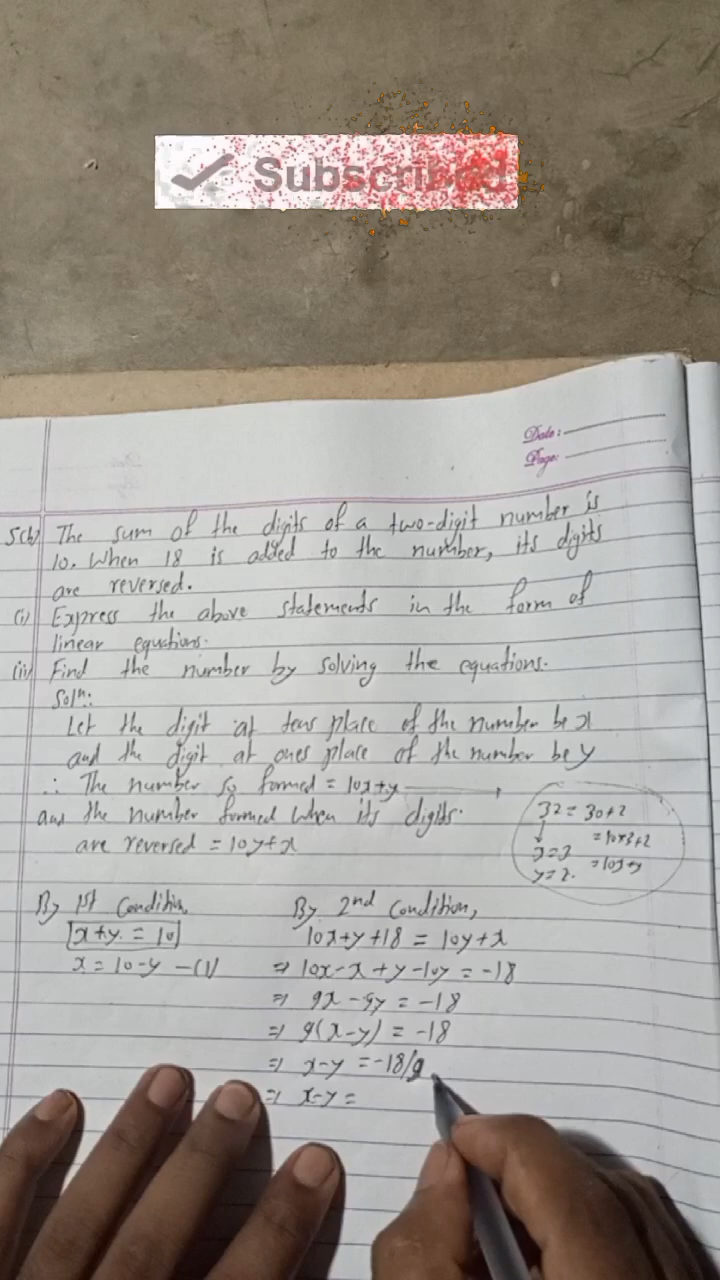 Subscribed
Date:
Page:
5(b) The sum of the digits of a two-digit number is
10. When 18 is added to the number, its digits
are reversed.
(i) Express the above statements in the form of
linear equations.
(ii) Find the number by solving the equations.
Solⁿ:
Let the digit at tens place of the number be x
and the digit at ones place of the number be y
∴ The number so formed = 10x+y
and the number formed when its digits.
are reversed = 10y+x
32 = 30+2
= 10×3+2
x=3
= 10x+y
y=2.
By 1st Condition,
[x+y = 10]
x = 10-y -(1)
By 2nd Condition,
10x+y+18 = 10y+x
⇒ 10x-x+y-10y = -18
⇒ 9x-9y = -18
⇒ 9(x-y) = -18
⇒ x-y = -18/9
⇒ x-y =